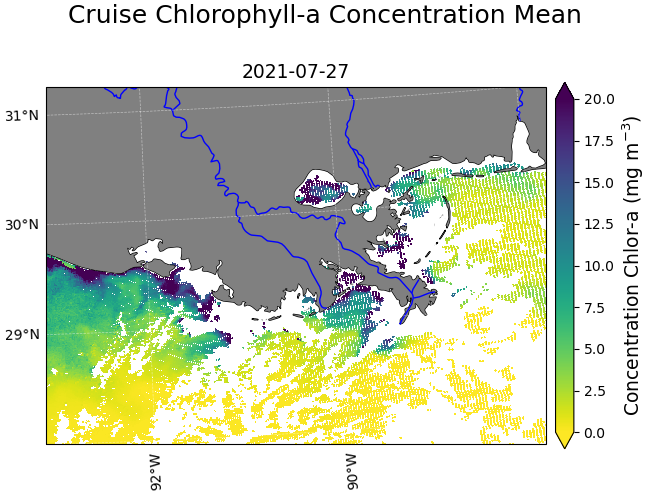 Cruise Chlorophyll-a Concentration Mean
2021-07-27
31°N
30°N
29°N
92°W
90°W
20.0
17.5
15.0
12.5
10.0
7.5
5.0
2.5
0.0
Concentration Chlor-a (mg m⁻³)